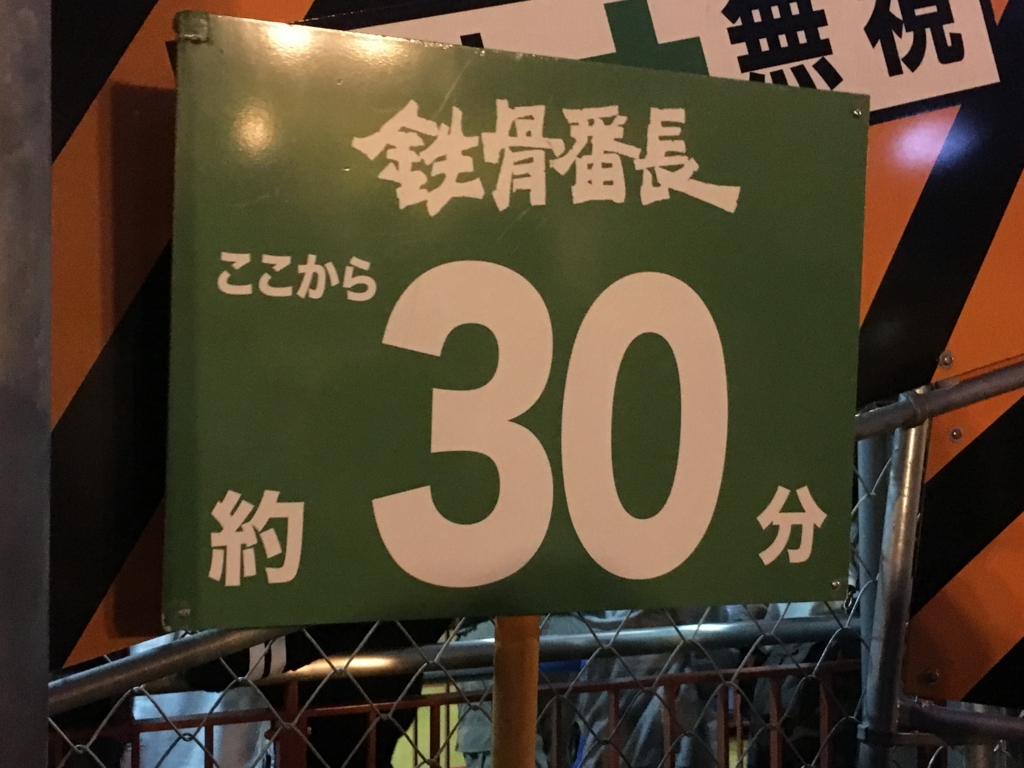 無視
鉄骨番長
ここから
約 30 分